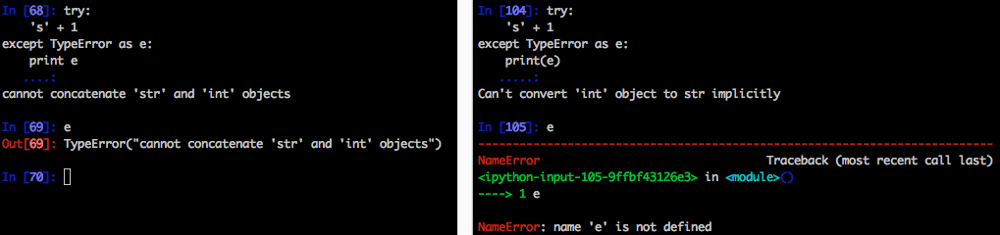 In [68]: try:
    's' + 1
except TypeError as e:
    print e
   ....:
cannot concatenate 'str' and 'int' objects

In [69]: e
Out[69]: TypeError("cannot concatenate 'str' and 'int' objects")

In [70]:

In [104]: try:
    's' + 1
except TypeError as e:
    print(e)
   .....:
Can't convert 'int' object to str implicitly

In [105]: e
---------------------------------------------------------------------------
NameError                                 Traceback (most recent call last)
<ipython-input-105-9ffbf43126e3> in <module>()
----> 1 e

NameError: name 'e' is not defined